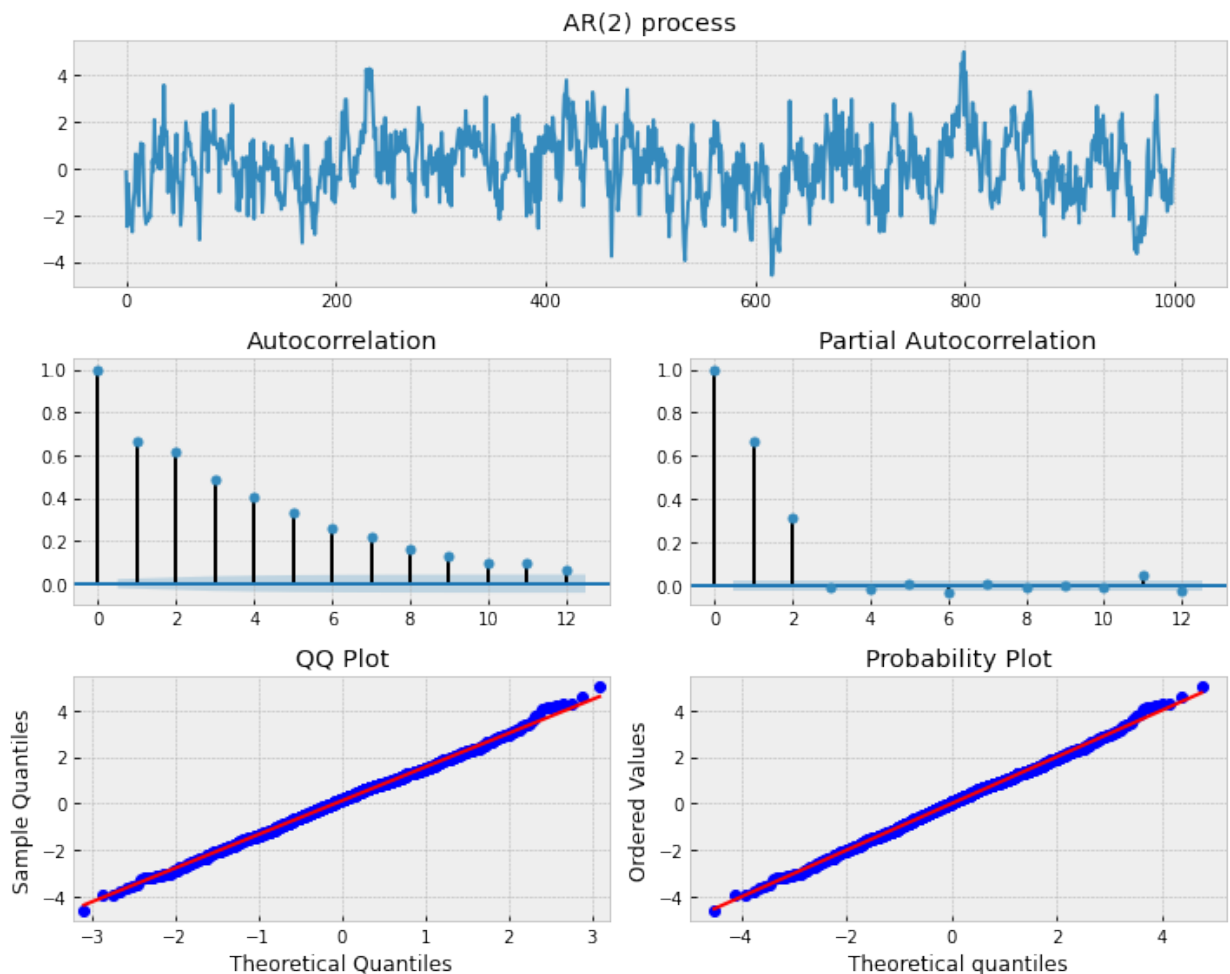 AR(2) process
4
2
0
−2
−4
0 200 400 600 800 1000
Autocorrelation
1.0
0.8
0.6
0.4
0.2
0.0
0 2 4 6 8 10 12
Partial Autocorrelation
1.0
0.8
0.6
0.4
0.2
0.0
0 2 4 6 8 10 12
QQ Plot
Sample Quantiles
4
2
0
−2
−4
−3 −2 −1 0 1 2 3
Theoretical Quantiles
Probability Plot
Ordered Values
4
2
0
−2
−4
−4 −2 0 2 4
Theoretical quantiles